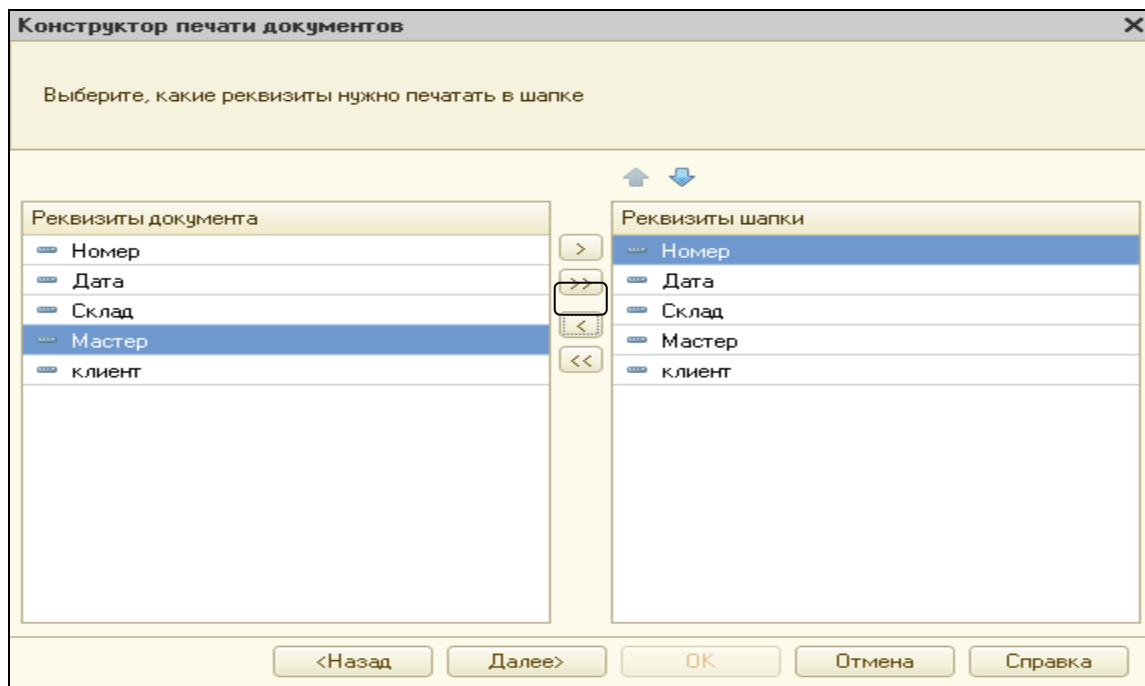 Конструктор печати документов
Выберите, какие реквизиты нужно печатать в шапке
Реквизиты документа
Номер
Дата
Склад
Мастер
клиент
>
>>
<
<<
Реквизиты шапки
Номер
Дата
Склад
Мастер
клиент
<Назад Далее> OK Отмена Справка